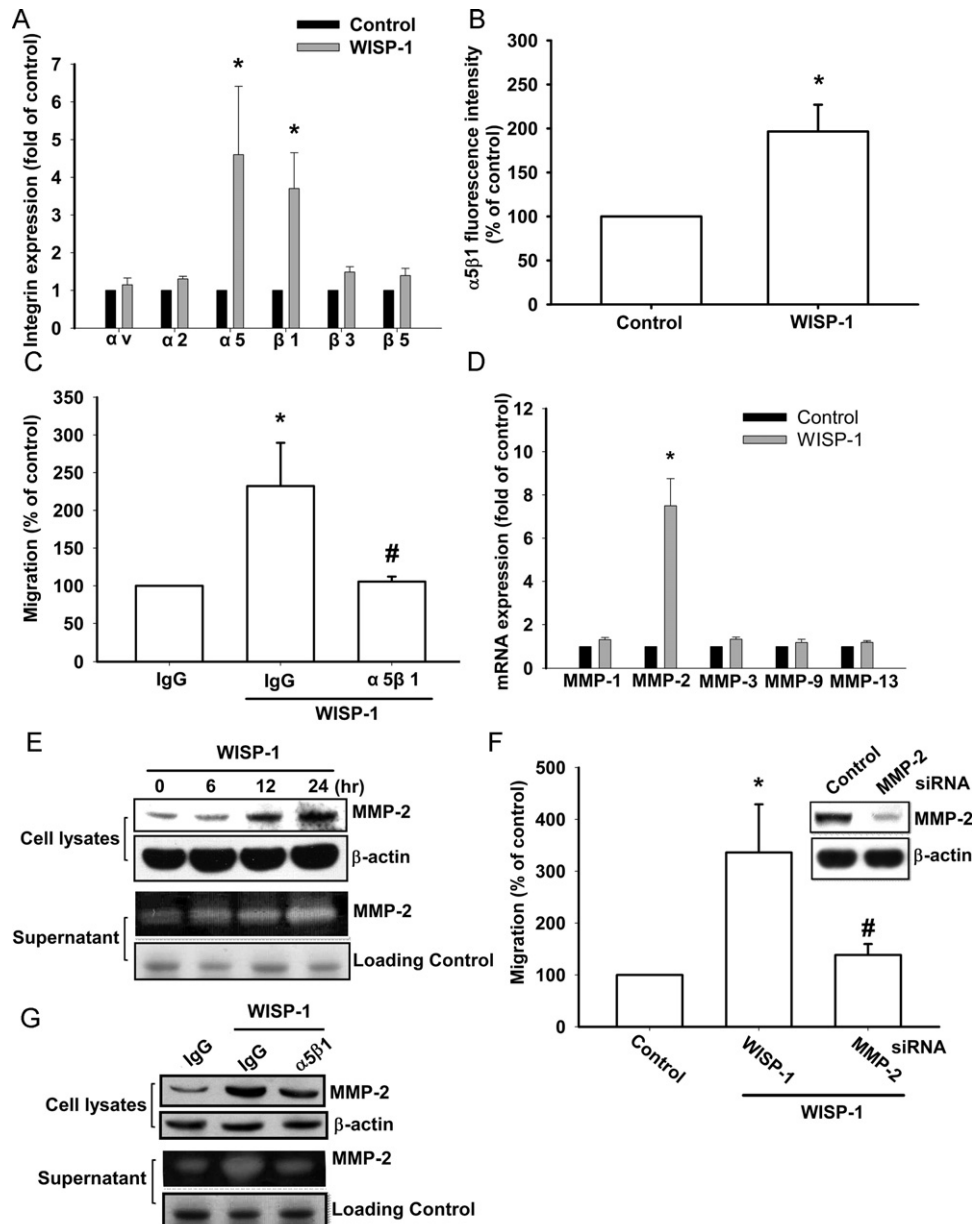 A
Control
WISP-1
Integrin expression (fold of control)
7
6
5
4
3
2
1
0
*
*
α v
α 2
α 5
β 1
β 3
β 5
B
α5β1 fluorescence intensity
(% of control)
300
250
200
150
100
50
0
*
Control
WISP-1
C
Migration (% of control)
350
300
250
200
150
100
50
0
*
#
IgG
IgG
α 5β 1
WISP-1
D
Control
WISP-1
mRNA expression (fold of control)
12
10
8
6
4
2
0
*
MMP-1
MMP-2
MMP-3
MMP-9
MMP-13
E
WISP-1
0 6 12 24 (hr)
Cell lysates
MMP-2
β-actin
Supernatant
MMP-2
Loading Control
F
Migration (% of control)
500
400
300
200
100
0
*
#
Control
MMP-2
siRNA
MMP-2
β-actin
Control
WISP-1
MMP-2
siRNA
WISP-1
G
WISP-1
IgG
IgG
α5β1
Cell lysates
MMP-2
β-actin
Supernatant
MMP-2
Loading Control